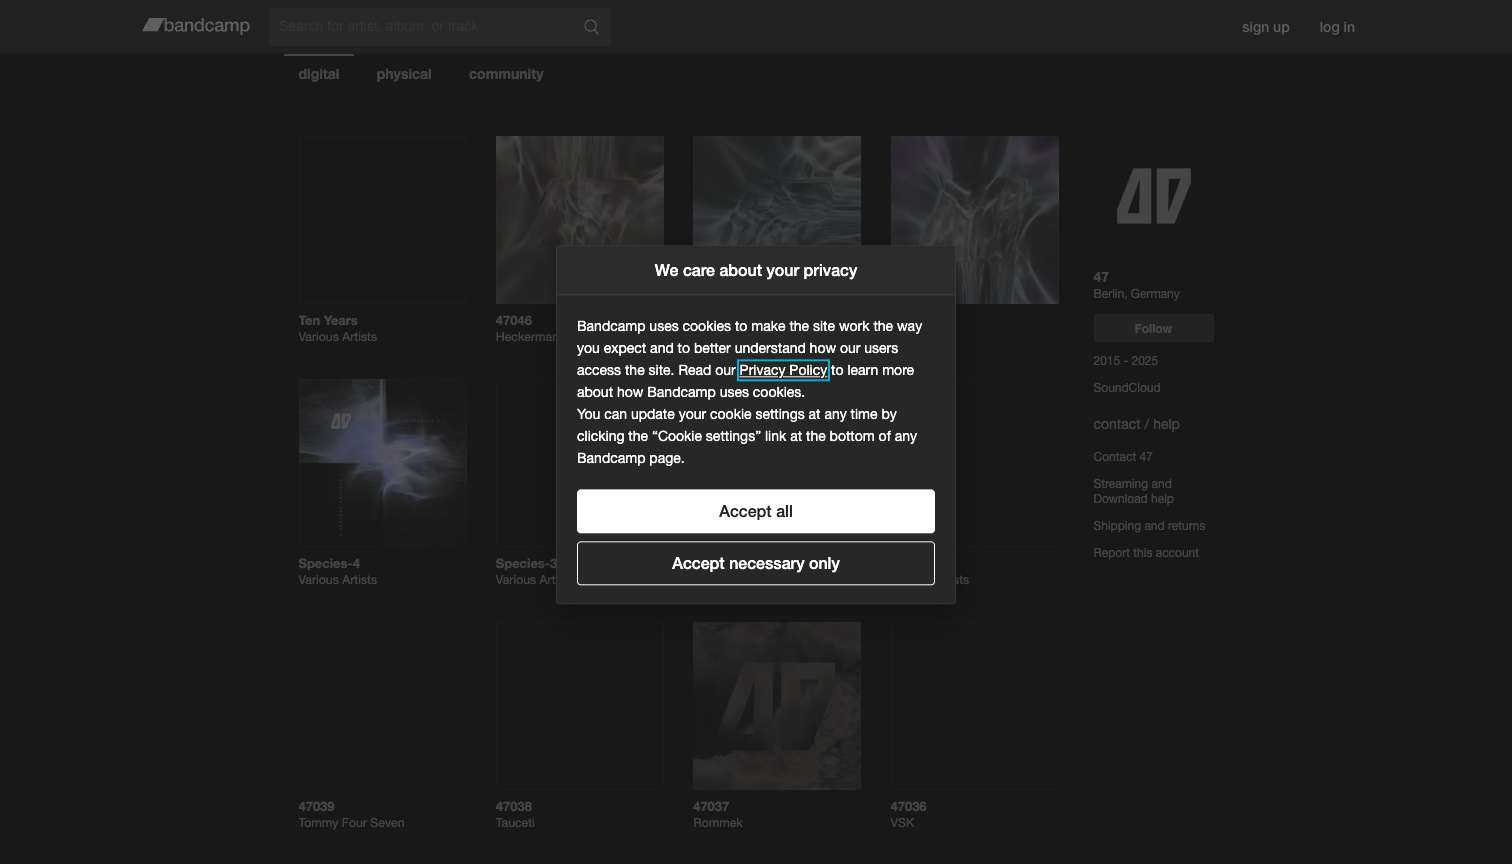 bandcamp
Search for artist, album, or track
sign up
log in
digital
physical
community
Ten Years
Various Artists
47046
47
Berlin, Germany
Follow
2015 - 2025
SoundCloud
contact / help
Contact 47
Streaming and
Download help
Shipping and returns
Report this account
We care about your privacy
Bandcamp uses cookies to make the site work the way
you expect and to better understand how our users
access the site. Read our Privacy Policy to learn more
about how Bandcamp uses cookies.
You can update your cookie settings at any time by
clicking the “Cookie settings” link at the bottom of any
Bandcamp page.
Accept all
Accept necessary only
Species-4
Various Artists
Species-3
Various
47039
Tommy Four Seven
47038
Tauceti
47037
Rommek
47036
VSK